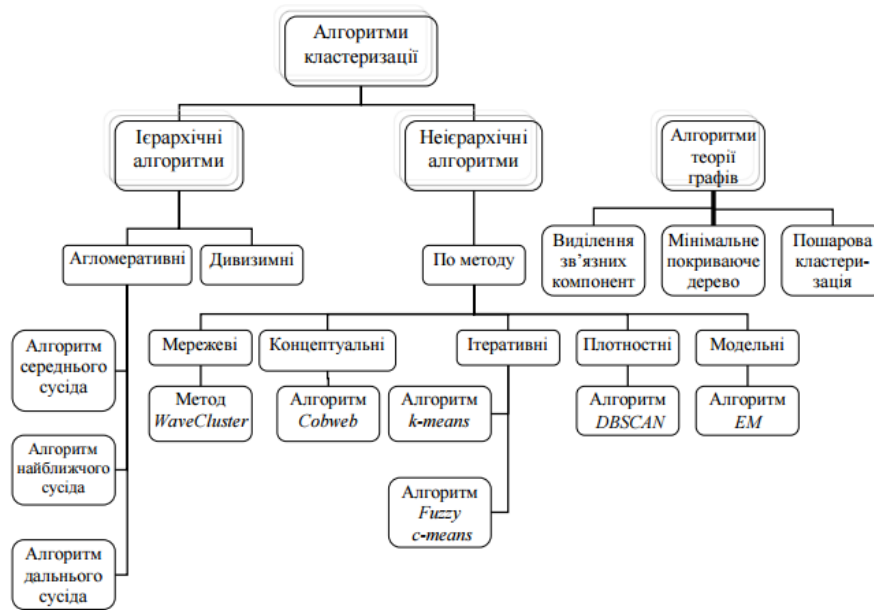 Алгоритми
кластеризації
Ієрархічні
алгоритми
Неієрархічні
алгоритми
Алгоритми
теорії
графів
Агломеративні
Дивизимні
По методу
Виділення
зв’язних
компонент
Мінімальне
покриваюче
дерево
Пошарова
кластери-
зація
Мережеві
Концептуальні
Ітеративні
Плотностні
Модельні
Алгоритм
середнього
сусіда
Метод
WaveCluster
Алгоритм
Cobweb
Алгоритм
k-means
Алгоритм
DBSCAN
Алгоритм
EM
Алгоритм
найближчого
сусіда
Алгоритм
Fuzzy
c-means
Алгоритм
дальнього
сусіда